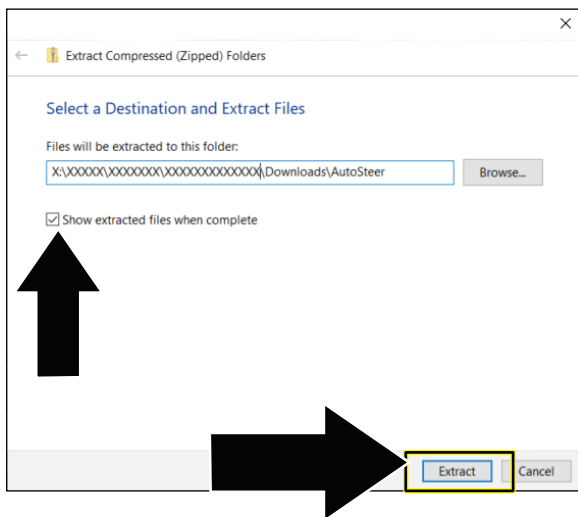 Extract Compressed (Zipped) Folders
Select a Destination and Extract Files
Files will be extracted to this folder:
X:\XXXXX\XXXXXXX\XXXXXXXXXXXXX\Downloads\AutoSteer
Browse...
Show extracted files when complete
Extract
Cancel